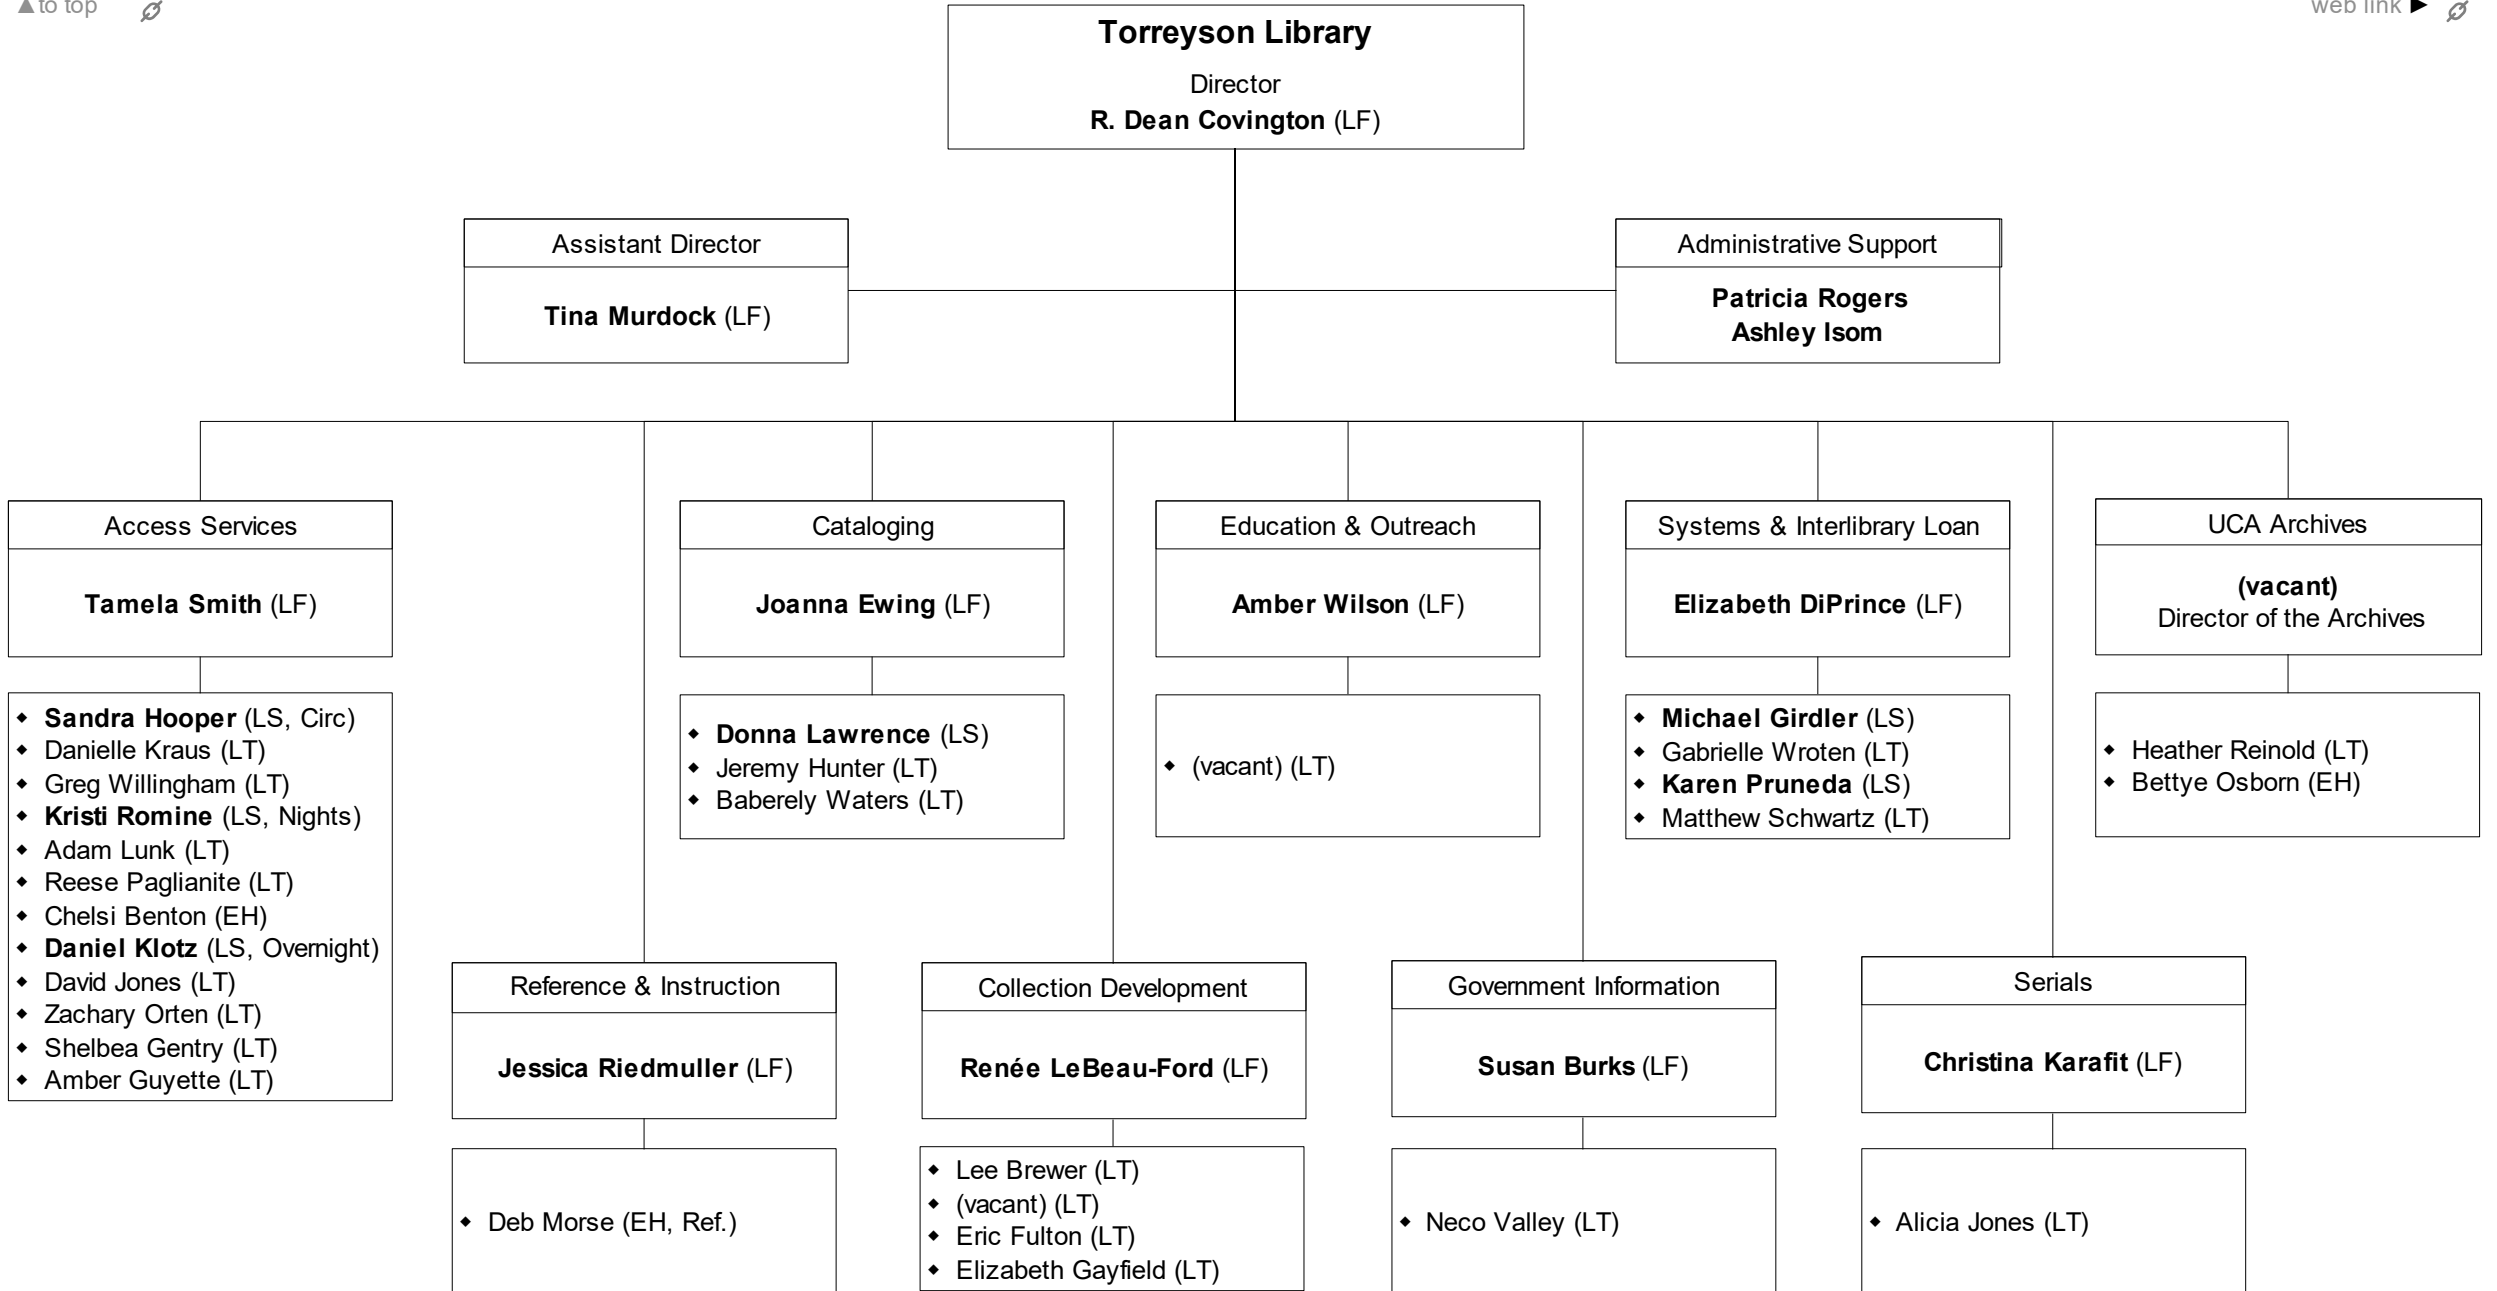 ▲to top
web link ►
Torreyson Library
Director
R. Dean Covington (LF)
Assistant Director
Tina Murdock (LF)
Administrative Support
Patricia Rogers
Ashley Isom
Access Services
Tamela Smith (LF)
◆ Sandra Hooper (LS, Circ)
◆ Danielle Kraus (LT)
◆ Greg Willingham (LT)
◆ Kristi Romine (LS, Nights)
◆ Adam Lunk (LT)
◆ Reese Paglianite (LT)
◆ Chelsi Benton (EH)
◆ Daniel Klotz (LS, Overnight)
◆ David Jones (LT)
◆ Zachary Orten (LT)
◆ Shelbea Gentry (LT)
◆ Amber Guyette (LT)
Cataloging
Joanna Ewing (LF)
◆ Donna Lawrence (LS)
◆ Jeremy Hunter (LT)
◆ Baberely Waters (LT)
Education & Outreach
Amber Wilson (LF)
◆ (vacant) (LT)
Systems & Interlibrary Loan
Elizabeth DiPrince (LF)
◆ Michael Girdler (LS)
◆ Gabrielle Wroten (LT)
◆ Karen Pruneda (LS)
◆ Matthew Schwartz (LT)
UCA Archives
(vacant)
Director of the Archives
◆ Heather Reinold (LT)
◆ Bettye Osborn (EH)
Reference & Instruction
Jessica Riedmuller (LF)
◆ Deb Morse (EH, Ref.)
Collection Development
Renée LeBeau-Ford (LF)
◆ Lee Brewer (LT)
◆ (vacant) (LT)
◆ Eric Fulton (LT)
◆ Elizabeth Gayfield (LT)
Government Information
Susan Burks (LF)
◆ Neco Valley (LT)
Serials
Christina Karafit (LF)
◆ Alicia Jones (LT)